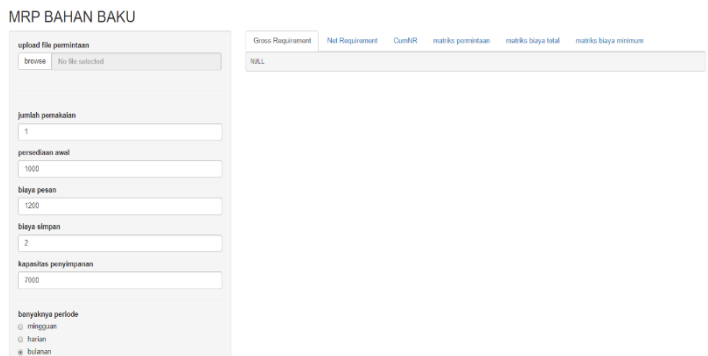 MRP BAHAN BAKU
upload file permintaan
browse No file selected
jumlah pemakaian
1
persediaan awal
1000
biaya pesan
1200
biaya simpan
2
kapasitas penyimpanan
7000
banyaknya periode
mingguan
harian
bulanan
Gross Requirement Net Requirement CumNR matriks permintaan matriks biaya total matriks biaya minimum
NULL